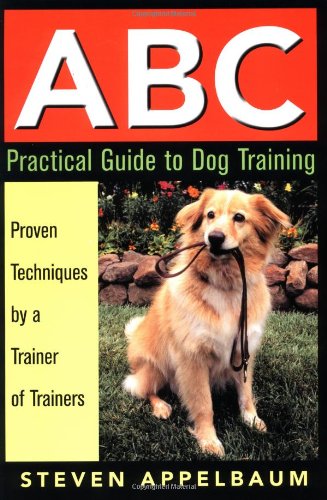 ABC
Practical Guide to Dog Training
Proven
Techniques
by a
Trainer
of Trainers
STEVEN APPELBAUM